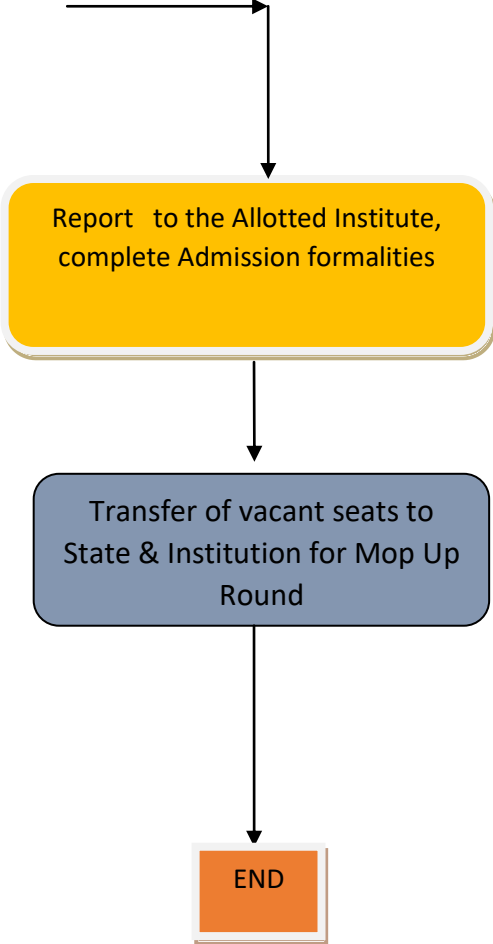 Report to the Allotted Institute,
complete Admission formalities
Transfer of vacant seats to
State & Institution for Mop Up
Round
END